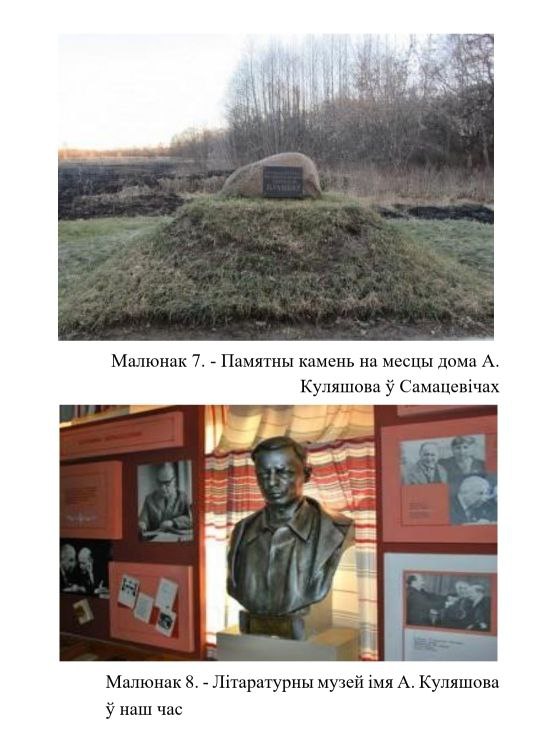 Малюнак 7. - Памятны камень на месцы дома А.
Куляшова ў Самацевічах
Малюнак 8. - Літаратурны музей імя А. Куляшова
ў наш час